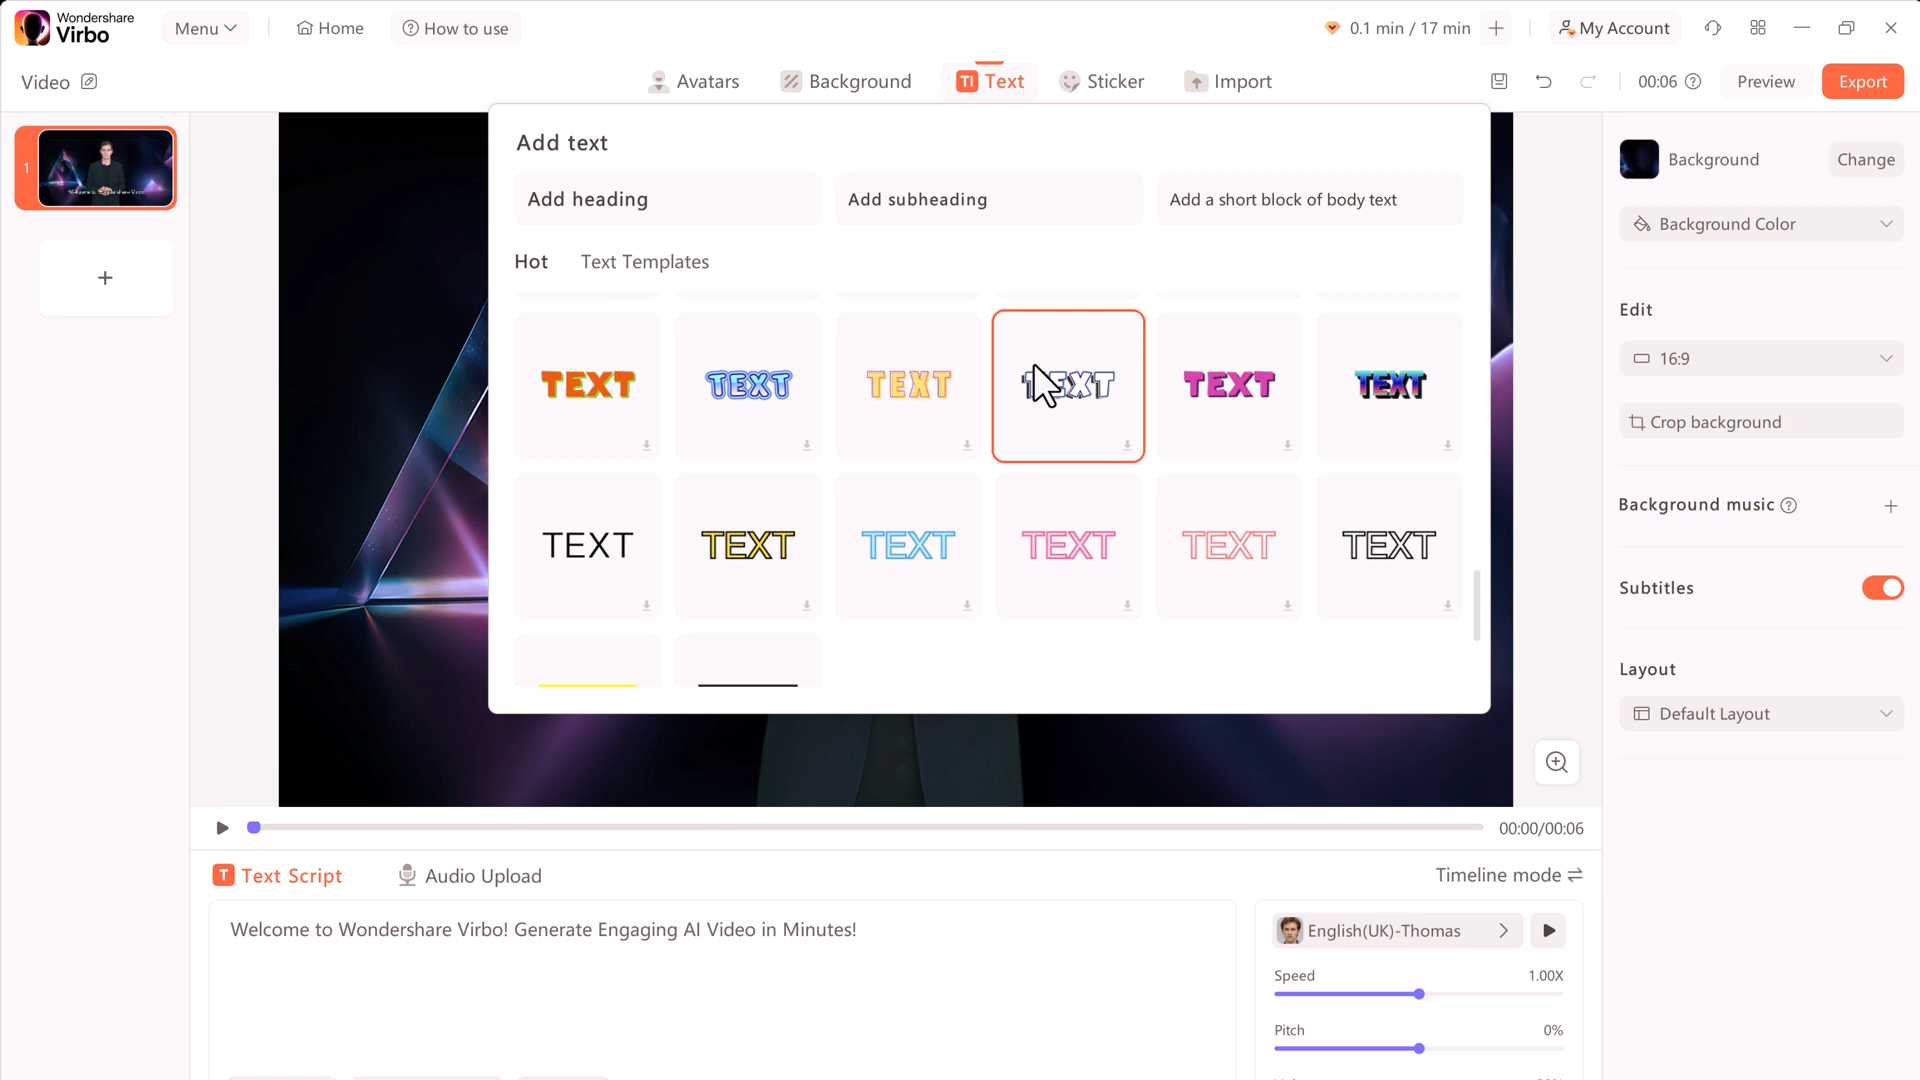 Wondershare
Virbo
Menu
Home
How to use
0.1 min / 17 min
My Account
Video
Avatars
Background
TI Text
Sticker
Import
00:06
Preview
Export
1
Add text
Add heading
Add subheading
Add a short block of body text
Hot
Text Templates
TEXT
TEXT
TEXT
TEXT
TEXT
TEXT
TEXT
TEXT
TEXT
TEXT
TEXT
TEXT
Background
Change
Background Color
Edit
16:9
Crop background
Background music
Subtitles
Layout
Default Layout
00:00/00:06
T Text Script
Audio Upload
Timeline mode
Welcome to Wondershare Virbo! Generate Engaging AI Video in Minutes!
English(UK)-Thomas
Speed
1.00X
Pitch
0%